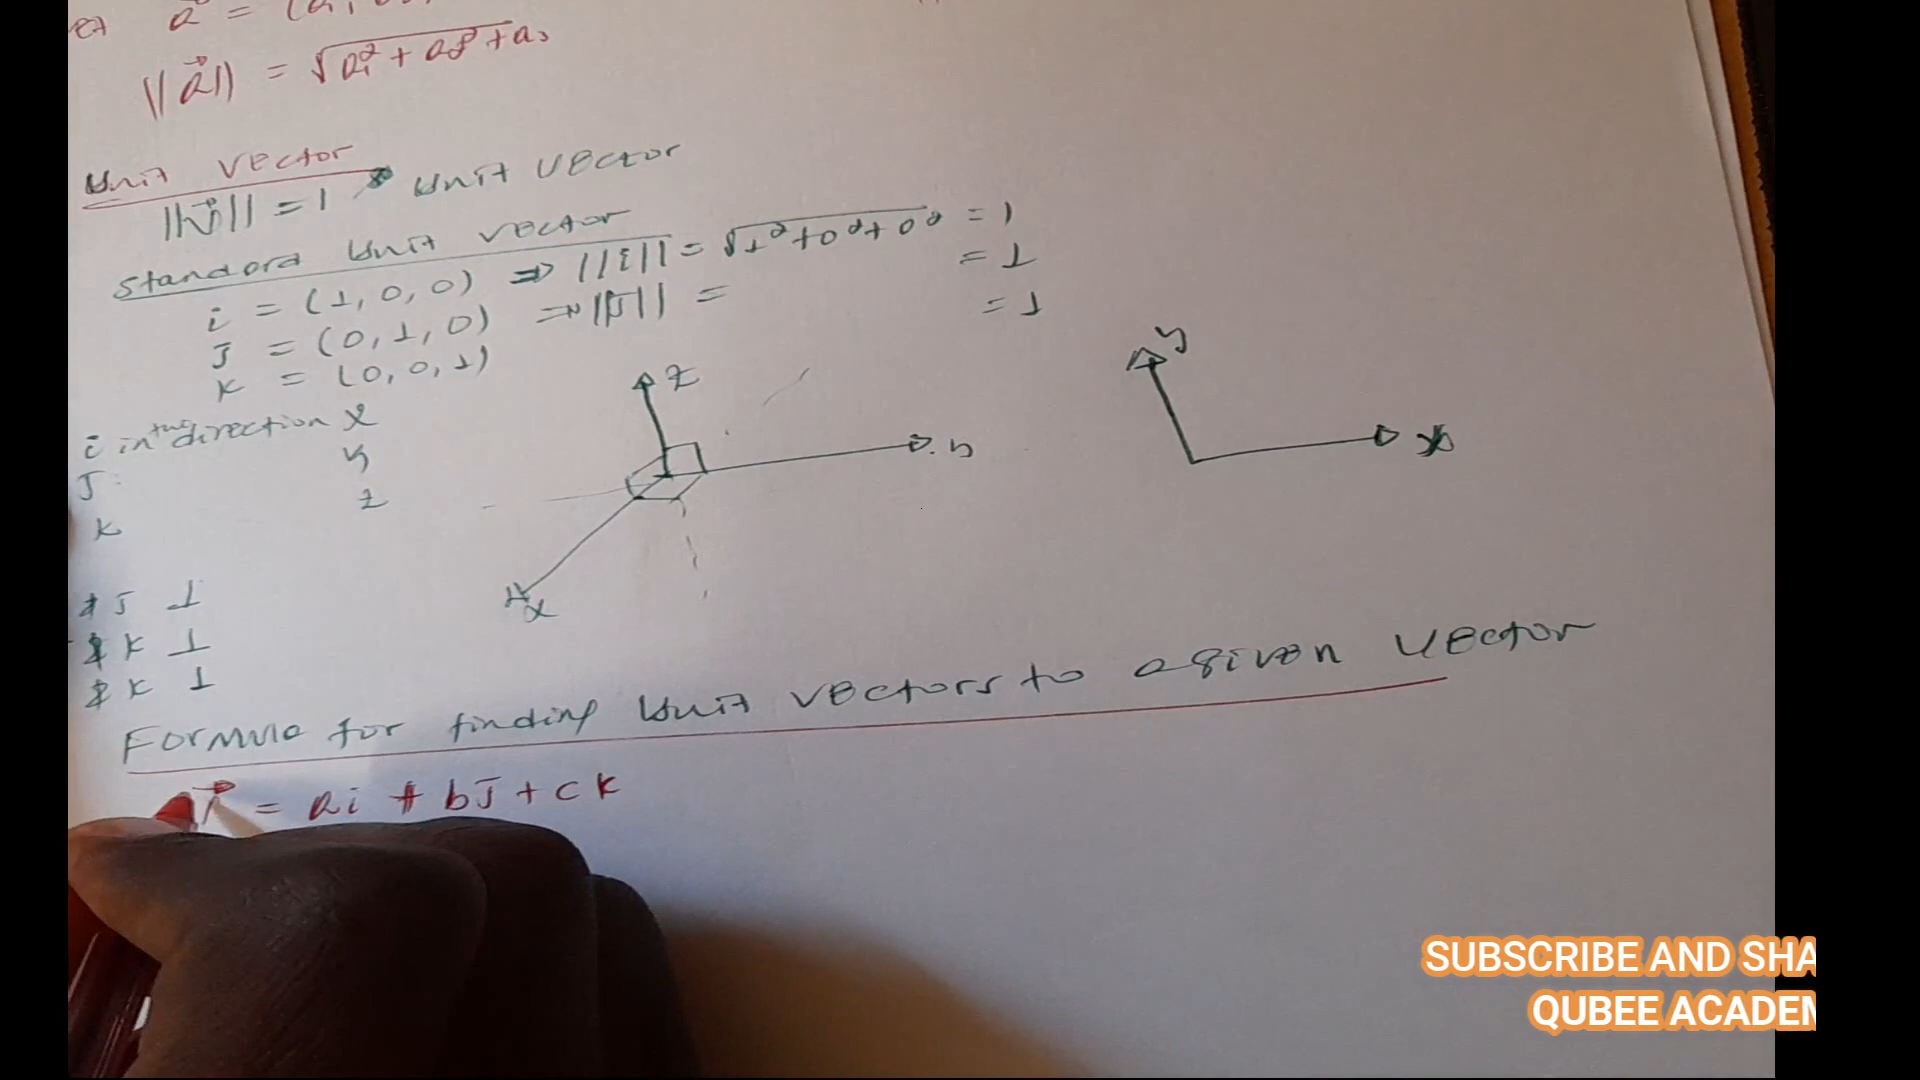 a⃗ = (a₁,
||a⃗|| = √a₁² + a₂² + a₃
Unit vector
||v⃗|| = 1 → unit vector
Standard unit vector
i = (1, 0, 0) ⇒ ||i|| = √1²+0²+0² = 1
J = (0, 1, 0) ⇒ ||J|| = = 1
k = (0, 0, 1) = 1
i in the direction x
J y
k z
z
y
x
y
x
J ⊥
k ⊥
k ⊥
Formula for finding unit vectors to a given vector
= ai + bJ + ck
SUBSCRIBE AND SHA
QUBEE ACADEM